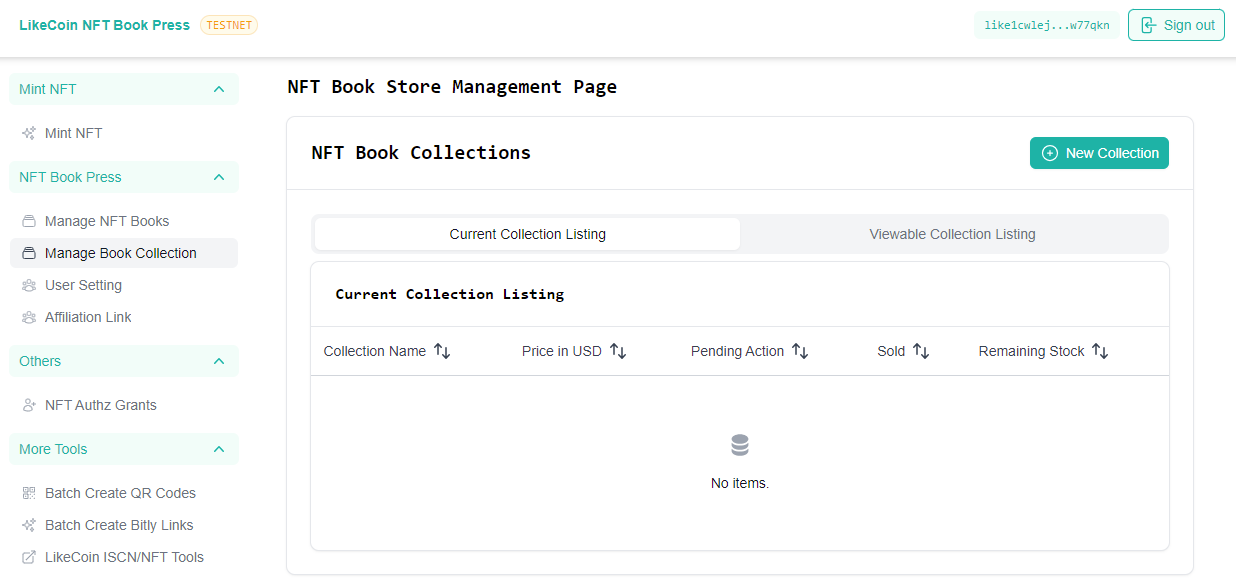 LikeCoin NFT Book Press TESTNET
like1cwlej...w77qkn
Sign out
Mint NFT
Mint NFT
NFT Book Press
Manage NFT Books
Manage Book Collection
User Setting
Affiliation Link
Others
NFT Authz Grants
More Tools
Batch Create QR Codes
Batch Create Bitly Links
LikeCoin ISCN/NFT Tools
NFT Book Store Management Page
NFT Book Collections
New Collection
Current Collection Listing
Viewable Collection Listing
Current Collection Listing
Collection Name Price in USD Pending Action Sold Remaining Stock
No items.